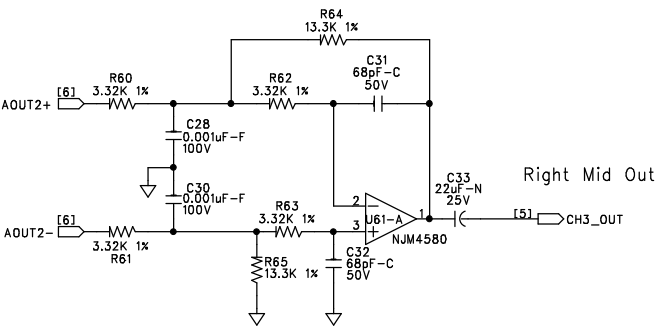 R64
13.3K 1%
C31
68pF-C
50V
[6]
R60
3.32K 1%
R62
3.32K 1%
AOUT2+
C28
0.001uF-F
100V
C30
0.001uF-F
100V
C33
22uF-N
25V
Right Mid Out
2
U61-A
1
3
NJM4580
[5]
CH3_OUT
[6]
R63
3.32K 1%
AOUT2-
3.32K 1%
R61
R65
13.3K 1%
C32
68pF-C
50V